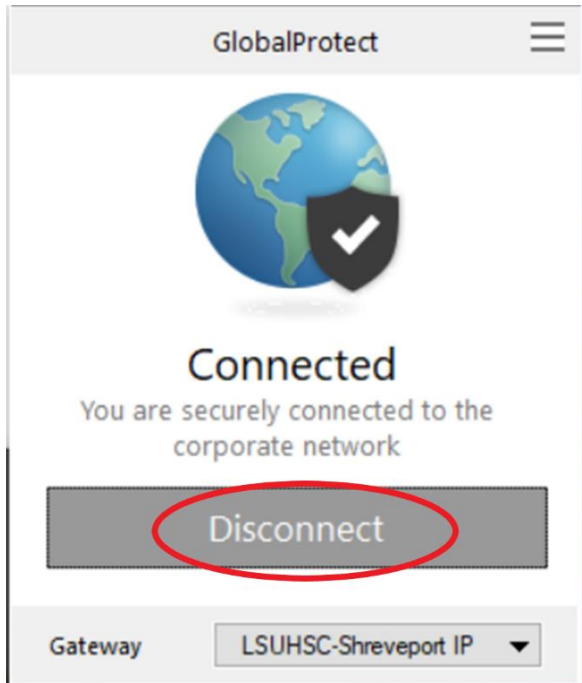 GlobalProtect
Connected
You are securely connected to the
corporate network
Disconnect
Gateway LSUHSC-Shreveport IP